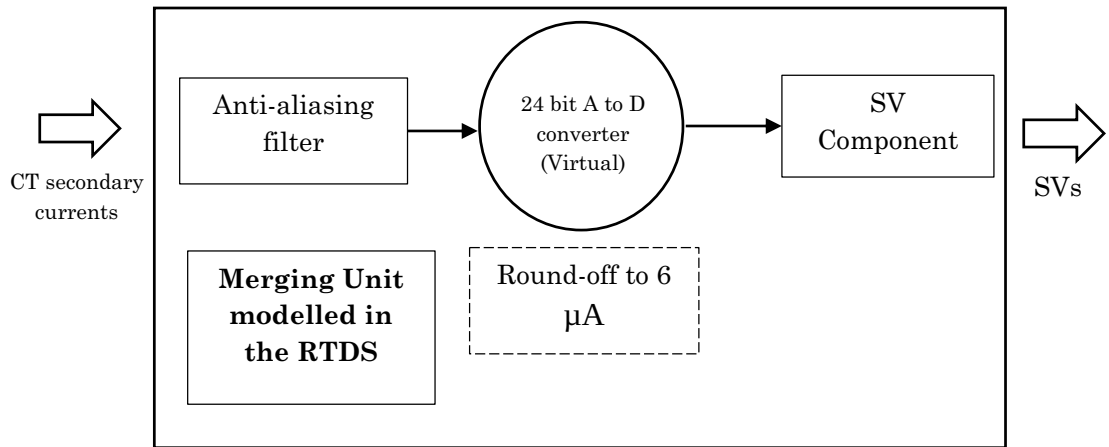 CT secondary
currents
Anti-aliasing
filter
24 bit A to D
converter
(Virtual)
SV
Component
SVs
Merging Unit
modelled in
the RTDS
Round-off to 6
μA